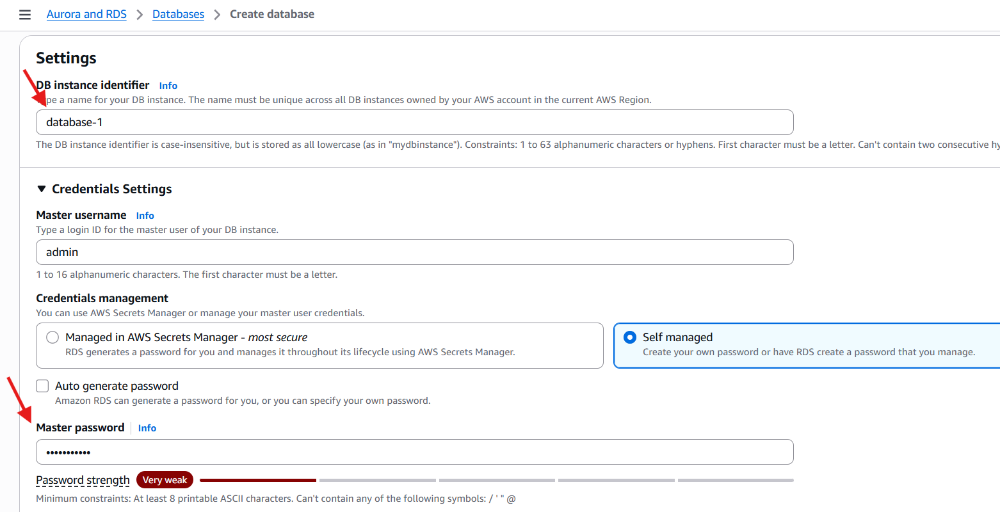 Aurora and RDS > Databases > Create database
Settings
DB instance identifier Info
pe a name for your DB instance. The name must be unique across all DB instances owned by your AWS account in the current AWS Region.
database-1
The DB instance identifier is case-insensitive, but is stored as all lowercase (as in "mydbinstance"). Constraints: 1 to 63 alphanumeric characters or hyphens. First character must be a letter. Can't contain two consecutive hy
Credentials Settings
Master username Info
Type a login ID for the master user of your DB instance.
admin
1 to 16 alphanumeric characters. The first character must be a letter.
Credentials management
You can use AWS Secrets Manager or manage your master user credentials.
Managed in AWS Secrets Manager - most secure
RDS generates a password for you and manages it throughout its lifecycle using AWS Secrets Manager.
Self managed
Create your own password or have RDS create a password that you manage.
Auto generate password
Amazon RDS can generate a password for you, or you can specify your own password.
Master password Info
•••••••••••
Password strength Very weak
Minimum constraints: At least 8 printable ASCII characters. Can't contain any of the following symbols: / ' " @